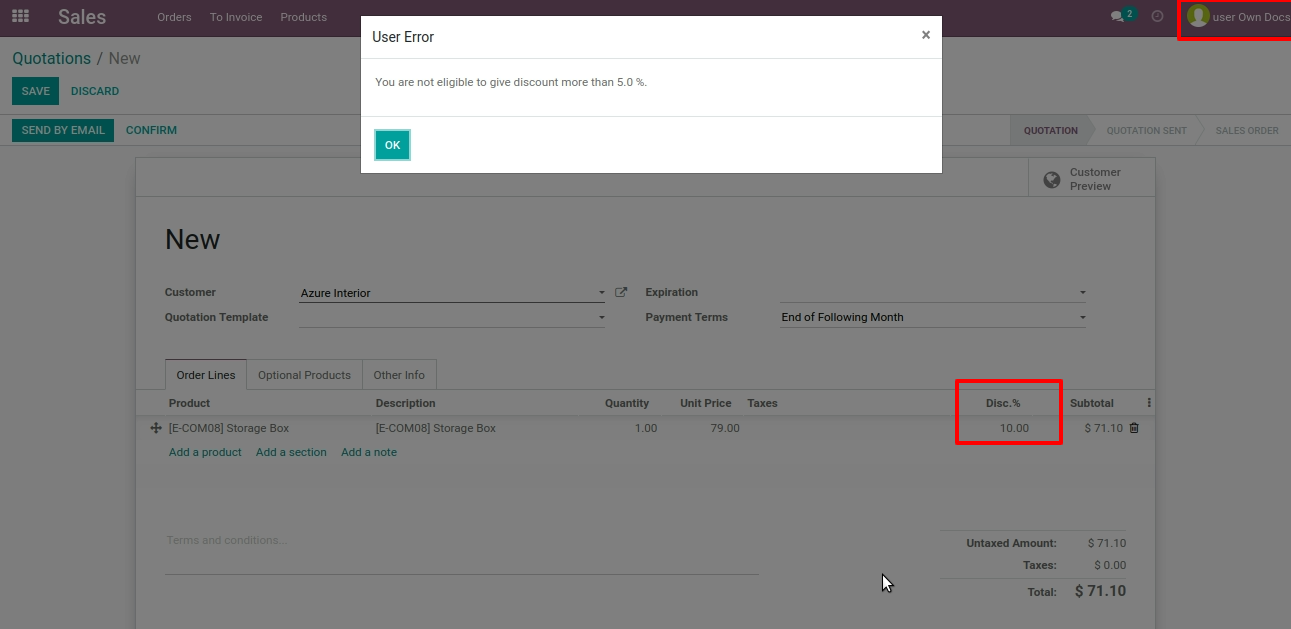 Sales Orders To Invoice Products 2 user Own Docs
User Error ×
You are not eligible to give discount more than 5.0 %.
OK
Quotations / New
SAVE DISCARD
SEND BY EMAIL CONFIRM QUOTATION QUOTATION SENT SALES ORDER
Customer
Preview
New
Customer Azure Interior Expiration
Quotation Template Payment Terms End of Following Month
Order Lines Optional Products Other Info
Product Description Quantity Unit Price Taxes Disc.% Subtotal
[E-COM08] Storage Box [E-COM08] Storage Box 1.00 79.00 10.00 $ 71.10
Add a product Add a section Add a note
Terms and conditions...
Untaxed Amount: $ 71.10
Taxes: $ 0.00
Total: $ 71.10